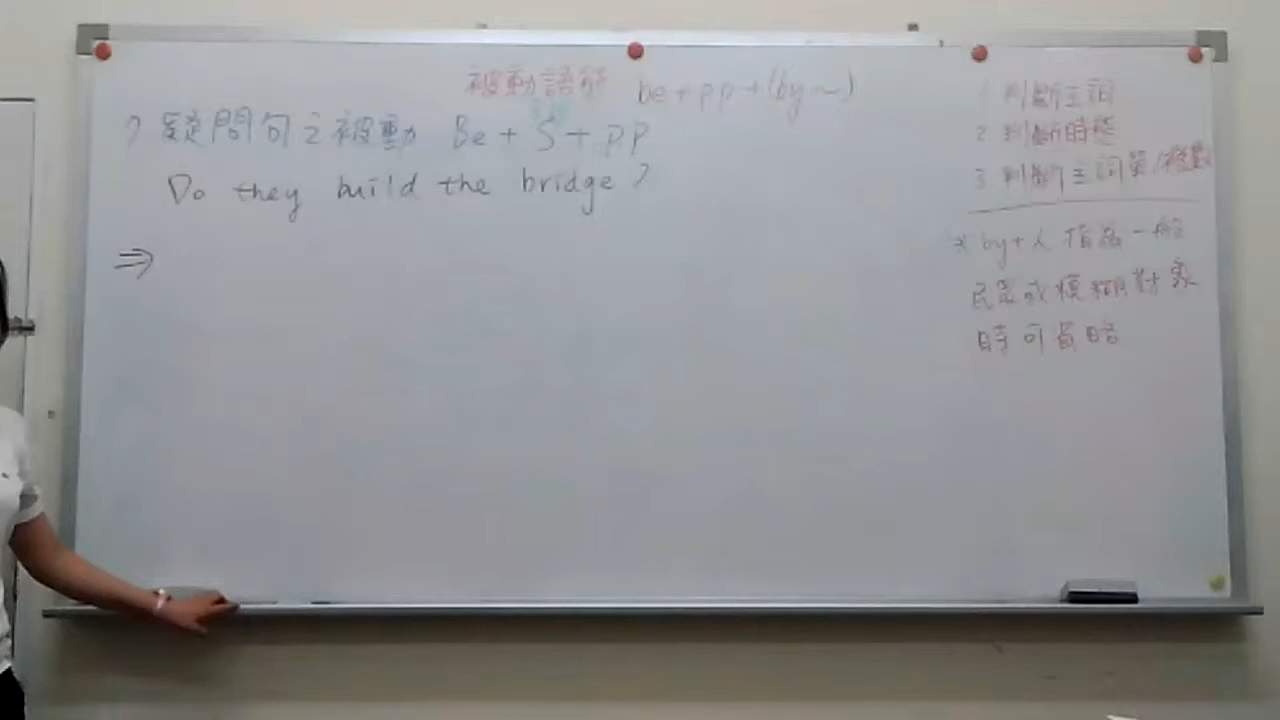 被動語態 be + pp + (by ~)
? 疑問句之被動 Be + S + pp
Do they build the bridge?
⇒
1 判斷主詞
2 判斷時態
3 判斷主詞單/複數
* by+人 指為一般
民眾或模糊對象
時可省略